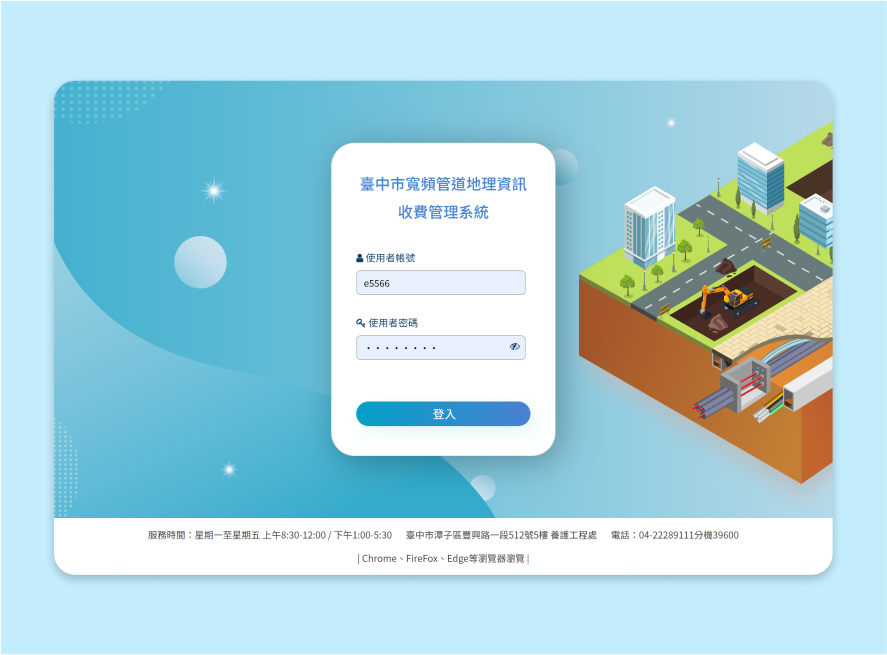 臺中市寬頻管道地理資訊
收費管理系統
使用者帳號
e5566
使用者密碼
••••••••
登入
服務時間：星期一至星期五 上午8:30-12:00 / 下午1:00-5:30 臺中市潭子區豐興路一段512號5樓 養護工程處 電話：04-22289111分機39600
| Chrome、FireFox、Edge等瀏覽器瀏覽 |